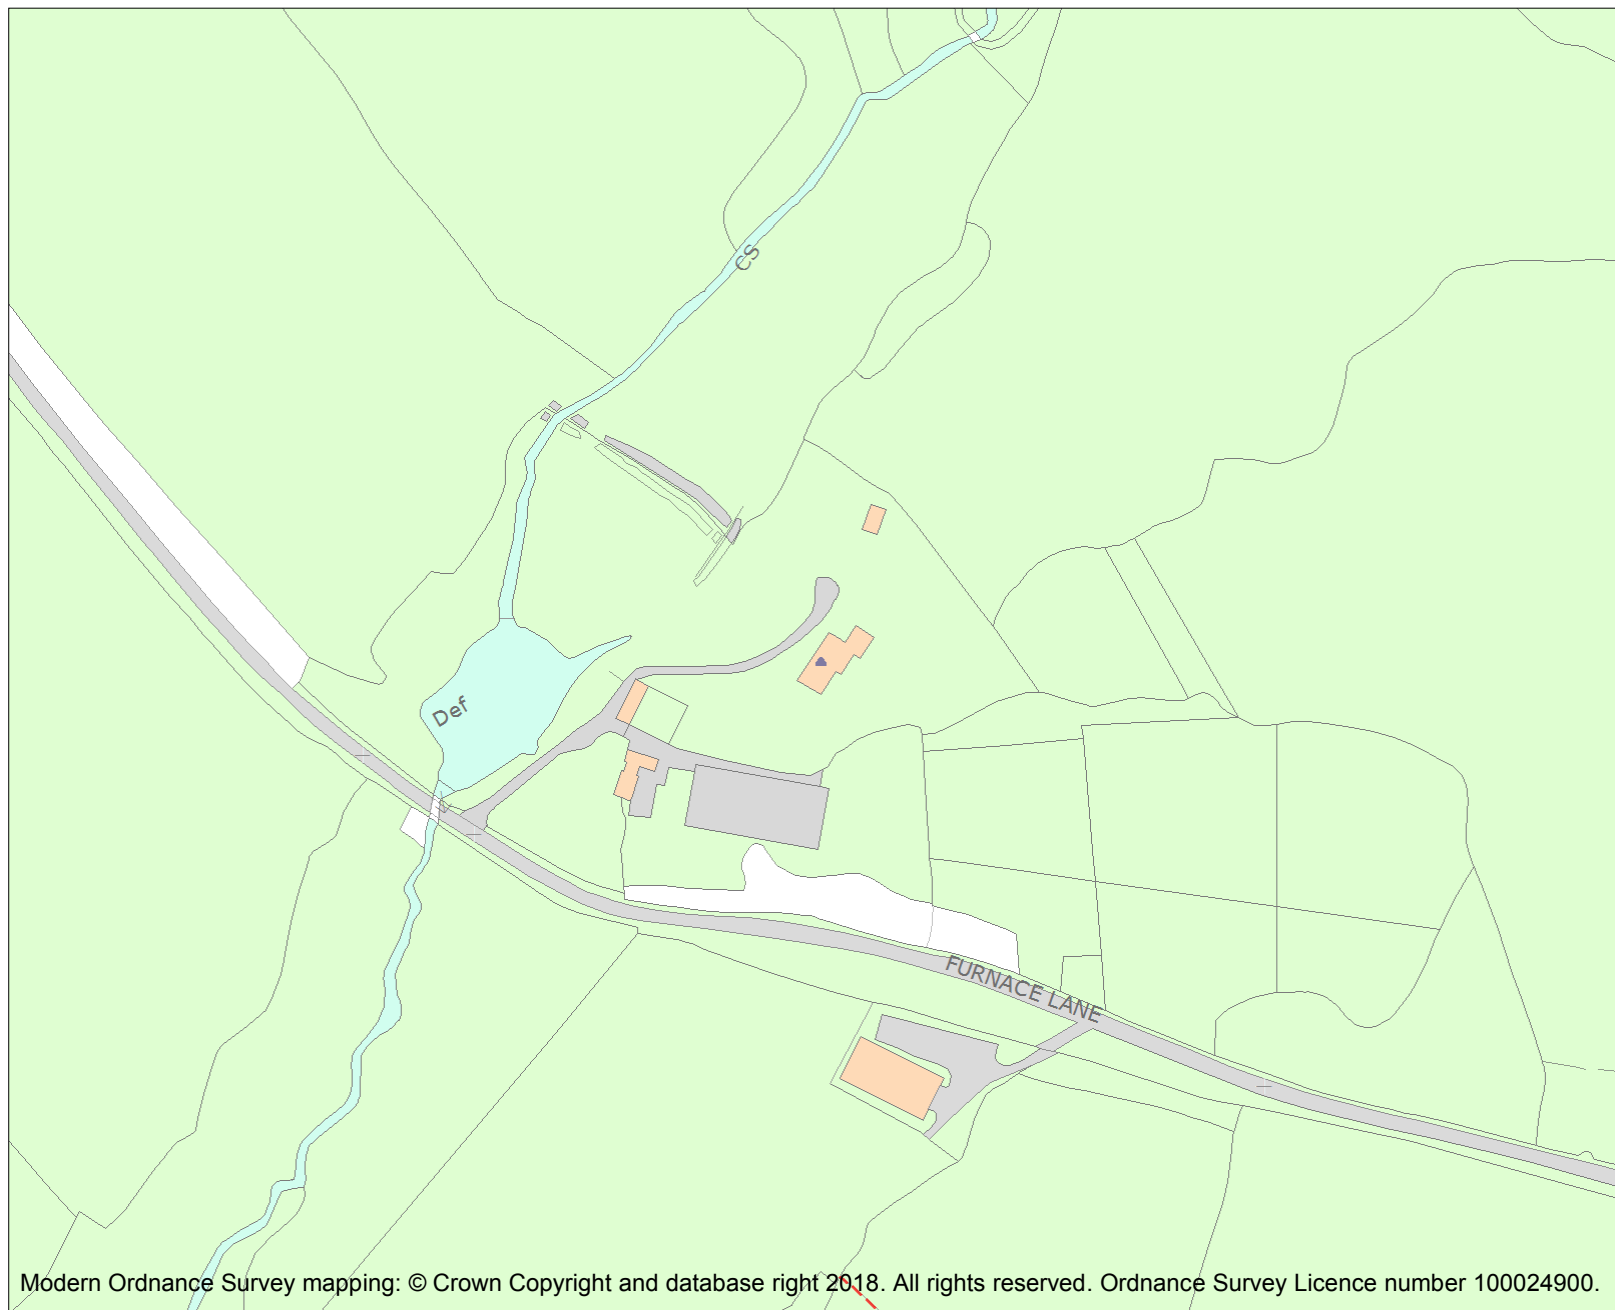 CS
Def
FURNACE LANE
Modern Ordnance Survey mapping: © Crown Copyright and database right 2018. All rights reserved. Ordnance Survey Licence number 100024900.